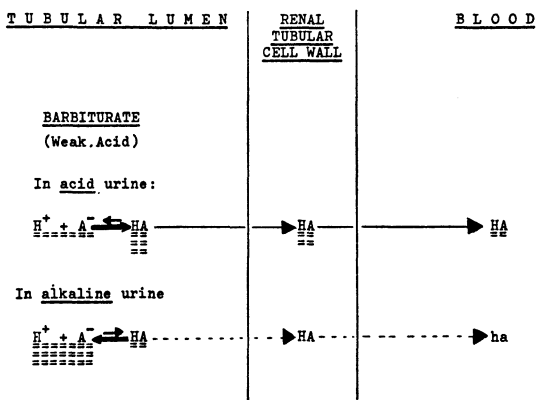 TUBULAR LUMEN
RENAL
TUBULAR
CELL WALL
BLOOD
BARBITURATE
(Weak.Acid)
In acid urine:
H+ + A- HA HA HA
In alkaline urine
H+ + A- HA HA ha